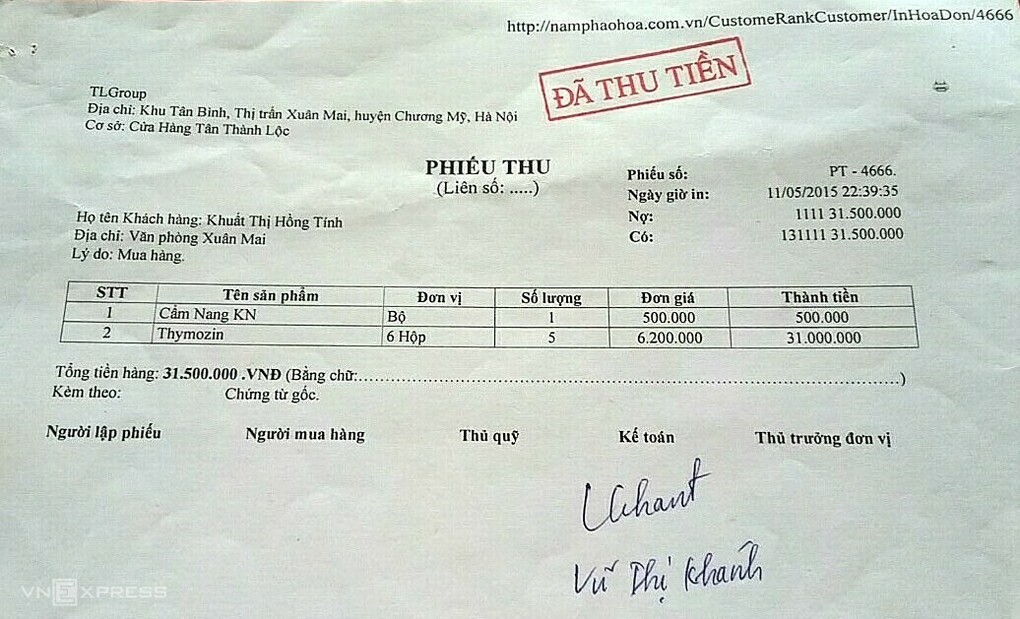 http://namphaohoa.com.vn/CustomeRankCustomer/InHoaDon/4666
ĐÃ THU TIỀN
TLGroup
Địa chỉ: Khu Tân Bình, Thị trấn Xuân Mai, huyện Chương Mỹ, Hà Nội
Cơ sở: Cửa Hàng Tân Thành Lộc
PHIẾU THU
(Liên số: .....)
Phiếu số: PT - 4666.
Ngày giờ in: 11/05/2015 22:39:35
Nợ: 1111 31.500.000
Có: 131111 31.500.000
Họ tên Khách hàng: Khuất Thị Hồng Tính
Địa chỉ: Văn phòng Xuân Mai
Lý do: Mua hàng.
STT Tên sản phẩm Đơn vị Số lượng Đơn giá Thành tiền
1 Cẩm Nang KN Bộ 1 500.000 500.000
2 Thymozin 6 Hộp 5 6.200.000 31.000.000
Tổng tiền hàng: 31.500.000 .VNĐ (Bằng chữ:....................................................................................)
Kèm theo: Chứng từ gốc.
Người lập phiếu Người mua hàng Thủ quỹ Kế toán Thủ trưởng đơn vị
Vũ Thị Khanh
VNEXPRESS